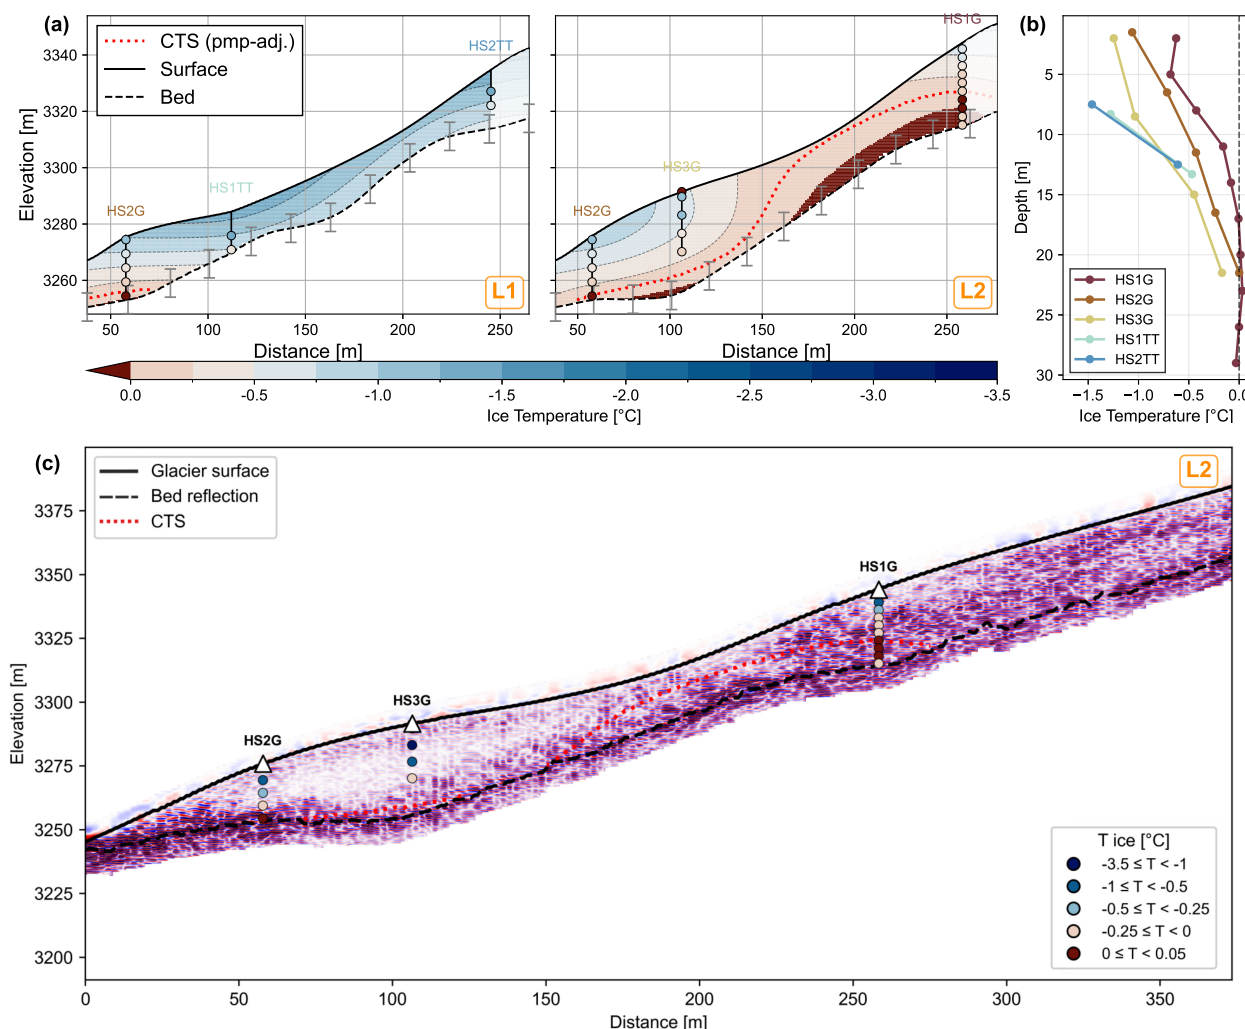 (a)
CTS (pmp-adj.)
Surface
Bed
HS2TT
HS1TT
HS2G
L1
3340
3320
3300
3280
3260
Elevation [m]
50 100 150 200 250
Distance [m]
HS1G
HS3G
HS2G
L2
50 100 150 200 250
Distance [m]
0.0 -0.5 -1.0 -1.5 -2.0 -2.5 -3.0 -3.5
Ice Temperature [°C]
(b)
5
10
15
20
25
30
Depth [m]
HS1G
HS2G
HS3G
HS1TT
HS2TT
−1.5 −1.0 −0.5 0.0
Ice Temperature [°C]
(c)
Glacier surface
Bed reflection
CTS
L2
HS1G
HS3G
HS2G
3375
3350
3325
3300
3275
3250
3225
3200
Elevation [m]
T ice [°C]
-3.5 ≤ T < -1
-1 ≤ T < -0.5
-0.5 ≤ T < -0.25
-0.25 ≤ T < 0
0 ≤ T < 0.05
0 50 100 150 200 250 300 350
Distance [m]